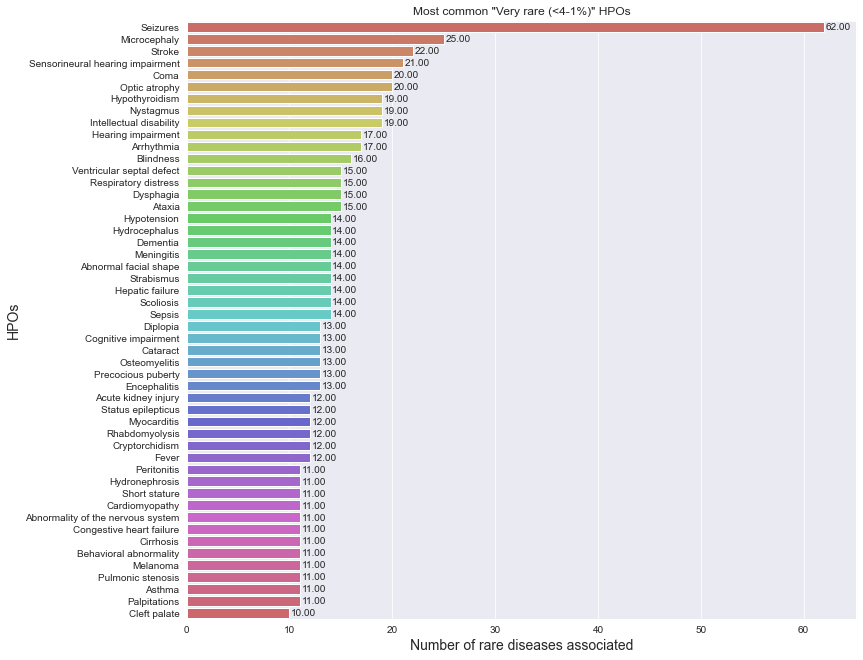 Most common "Very rare (<4-1%)" HPOs
Seizures 62.00
Microcephaly 25.00
Stroke 22.00
Sensorineural hearing impairment 21.00
Coma 20.00
Optic atrophy 20.00
Hypothyroidism 19.00
Nystagmus 19.00
Intellectual disability 19.00
Hearing impairment 17.00
Arrhythmia 17.00
Blindness 16.00
Ventricular septal defect 15.00
Respiratory distress 15.00
Dysphagia 15.00
Ataxia 15.00
Hypotension 14.00
Hydrocephalus 14.00
Dementia 14.00
Meningitis 14.00
Abnormal facial shape 14.00
Strabismus 14.00
Hepatic failure 14.00
Scoliosis 14.00
Sepsis 14.00
Diplopia 13.00
Cognitive impairment 13.00
Cataract 13.00
Osteomyelitis 13.00
Precocious puberty 13.00
Encephalitis 13.00
Acute kidney injury 12.00
Status epilepticus 12.00
Myocarditis 12.00
Rhabdomyolysis 12.00
Cryptorchidism 12.00
Fever 12.00
Peritonitis 11.00
Hydronephrosis 11.00
Short stature 11.00
Cardiomyopathy 11.00
Abnormality of the nervous system 11.00
Congestive heart failure 11.00
Cirrhosis 11.00
Behavioral abnormality 11.00
Melanoma 11.00
Pulmonic stenosis 11.00
Asthma 11.00
Palpitations 11.00
Cleft palate 10.00
HPOs
0 10 20 30 40 50 60
Number of rare diseases associated